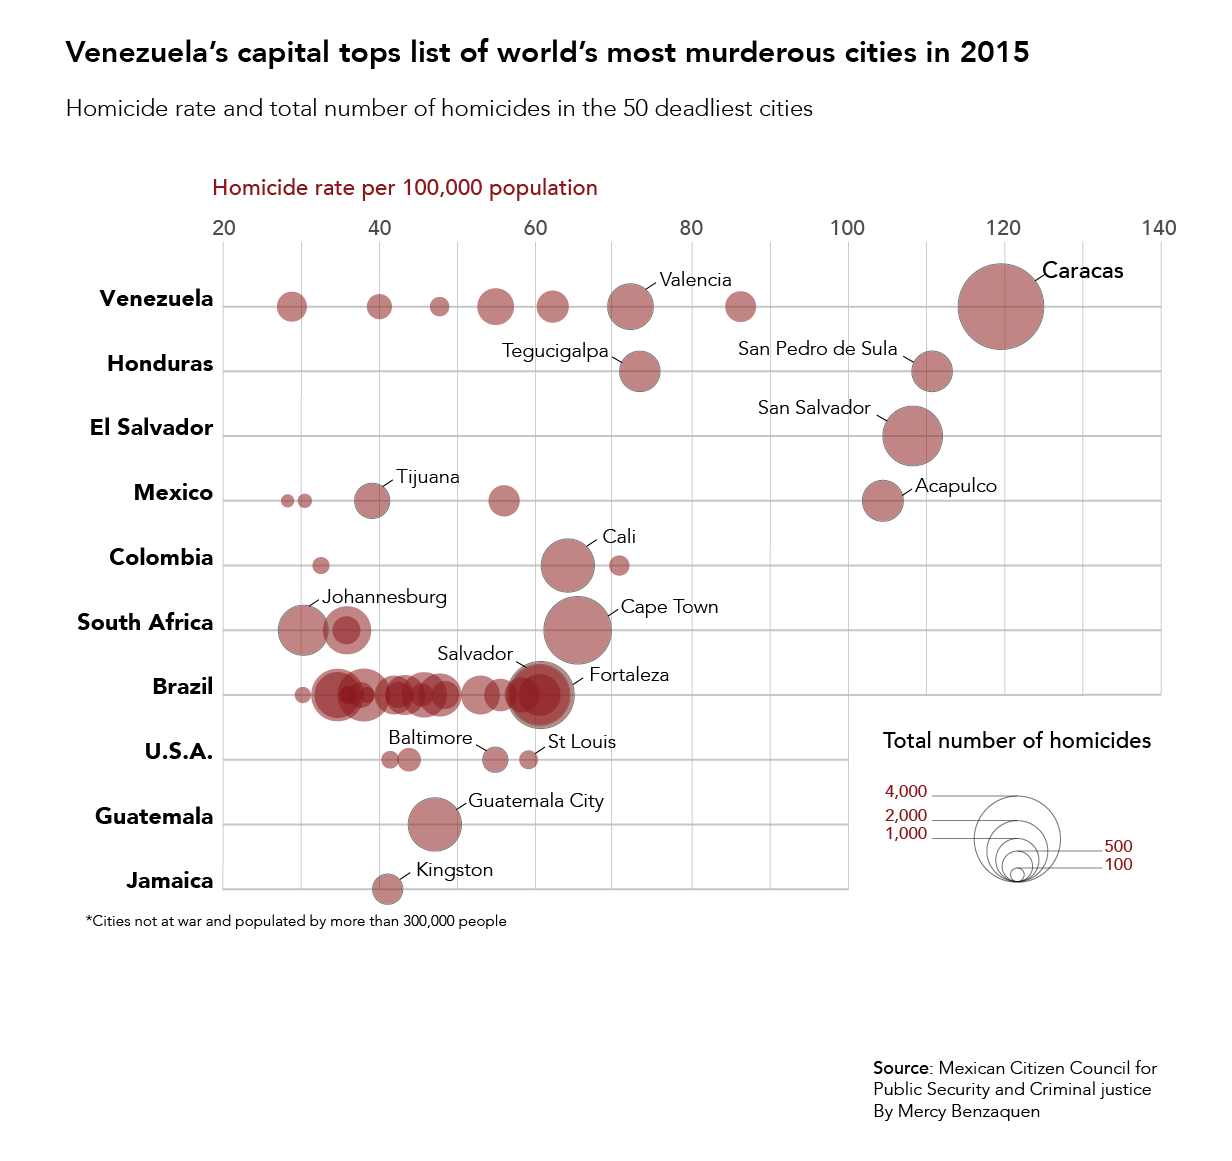 Venezuela’s capital tops list of world’s most murderous cities in 2015
Homicide rate and total number of homicides in the 50 deadliest cities
Homicide rate per 100,000 population
20 40 60 80 100 120 140
Caracas
Valencia
Venezuela
Tegucigalpa
San Pedro de Sula
Honduras
San Salvador
El Salvador
Tijuana
Acapulco
Mexico
Cali
Colombia
Johannesburg
Cape Town
South Africa
Salvador
Fortaleza
Brazil
Baltimore
St Louis
U.S.A.
Guatemala City
Guatemala
Kingston
Jamaica
*Cities not at war and populated by more than 300,000 people
Total number of homicides
4,000
2,000
1,000
500
100
Source: Mexican Citizen Council for
Public Security and Criminal justice
By Mercy Benzaquen